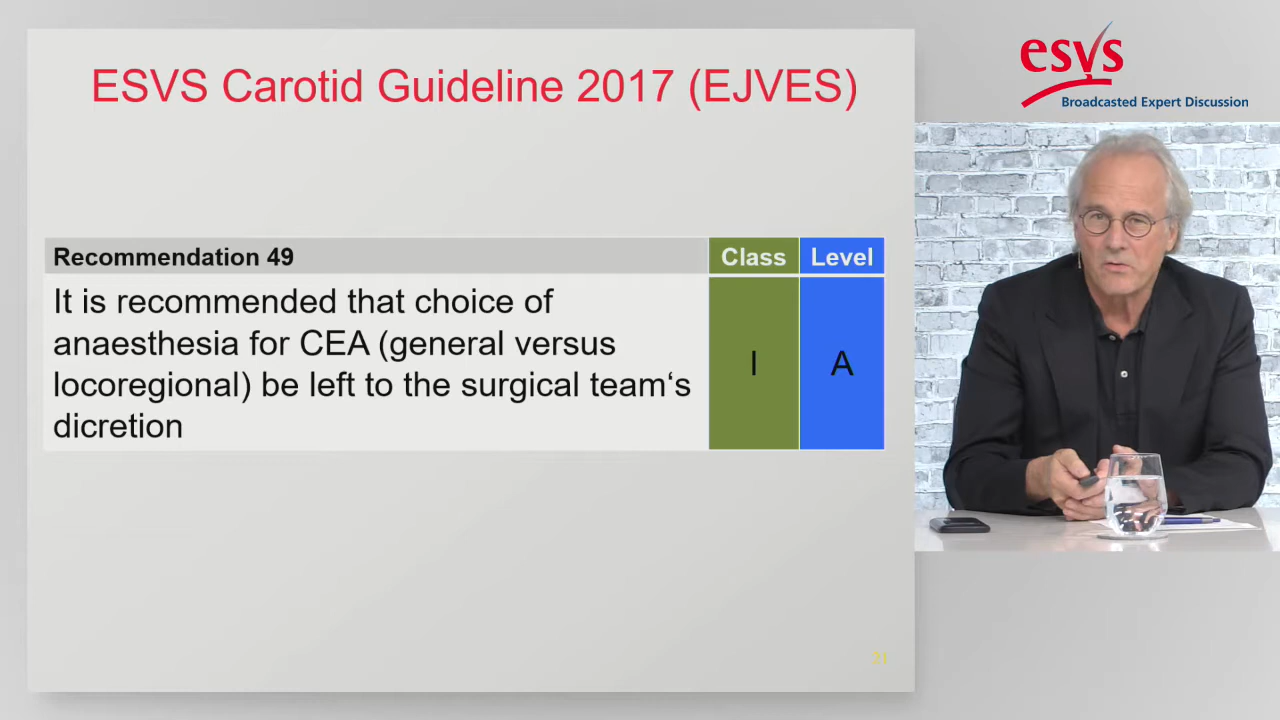 ESVS Carotid Guideline 2017 (EJVES)
esvs
Broadcasted Expert Discussion
Recommendation 49
Class
Level
It is recommended that choice of
anaesthesia for CEA (general versus
locoregional) be left to the surgical team‘s
dicretion
I
A
21